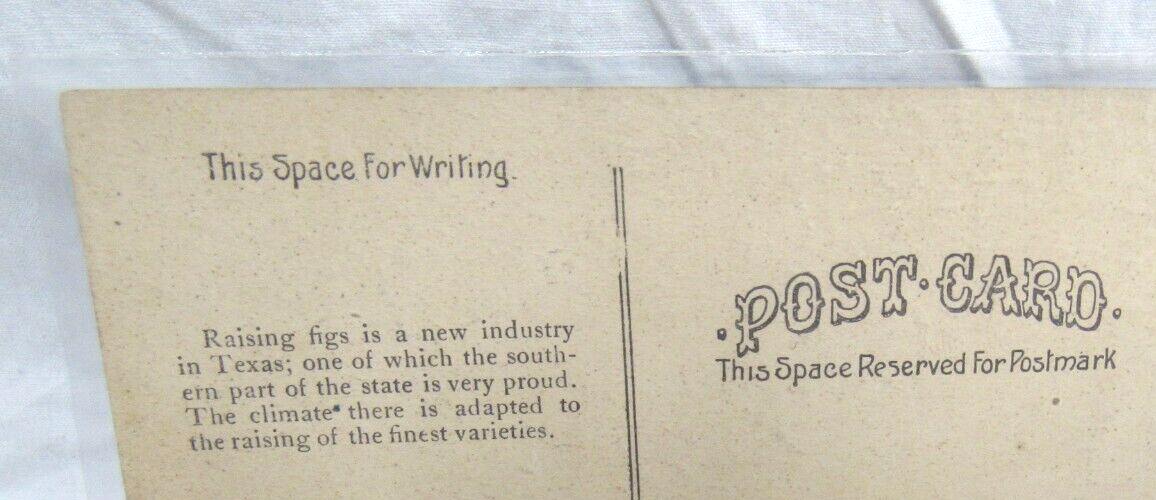 This Space For Writing.
Raising figs is a new industry
in Texas; one of which the south-
ern part of the state is very proud.
The climate there is adapted to
the raising of the finest varieties.
·POST·CARD·
This Space Reserved For Postmark